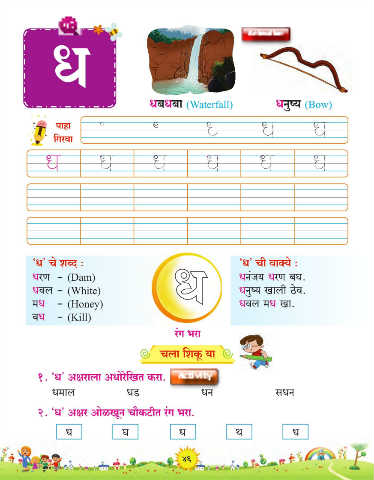 ध
धबधबा (Waterfall)
धनुष्य (Bow)
पाहा
गिरवा
ध ध ध ध ध ध
'ध' चे शब्द :
धरण – (Dam)
धवल – (White)
मध – (Honey)
वध – (Kill)
ध
रंग भरा
'ध' ची वाक्ये :
धनंजय धरण बघ.
धनुष्य खाली ठेव.
धवल मध खा.
चला शिकू या
१. 'ध' अक्षराला अधोरेखित करा. Activity
धमाल धड धन सधन
२. 'ध' अक्षर ओळखून चौकटीत रंग भरा.
४६